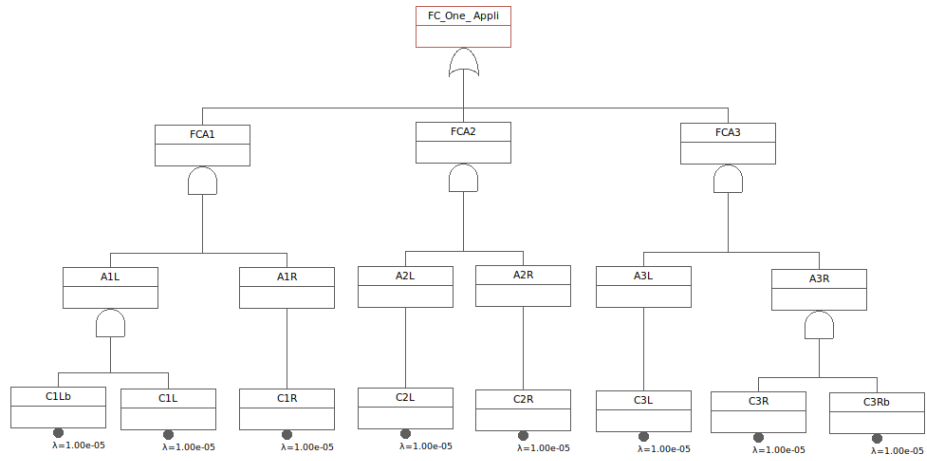 FC_One_ Appli
FCA1
FCA2
FCA3
A1L
A1R
A2L
A2R
A3L
A3R
C1Lb
C1L
C1R
C2L
C2R
C3L
C3R
C3Rb
λ=1.00e-05
λ=1.00e-05
λ=1.00e-05
λ=1.00e-05
λ=1.00e-05
λ=1.00e-05
λ=1.00e-05
λ=1.00e-05